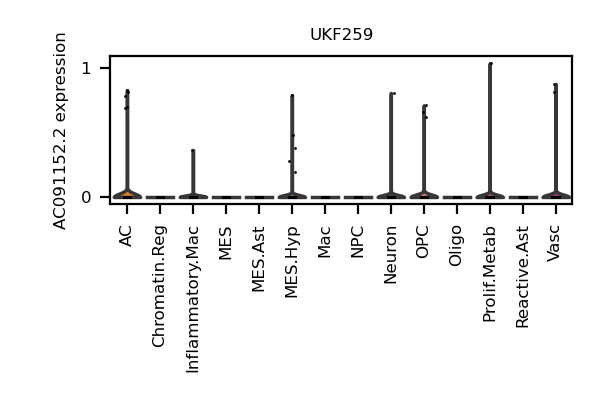 UKF259
AC091152.2 expression
1
0
AC
Chromatin.Reg
Inflammatory.Mac
MES
MES.Ast
MES.Hyp
Mac
NPC
Neuron
OPC
Oligo
Prolif.Metab
Reactive.Ast
Vasc